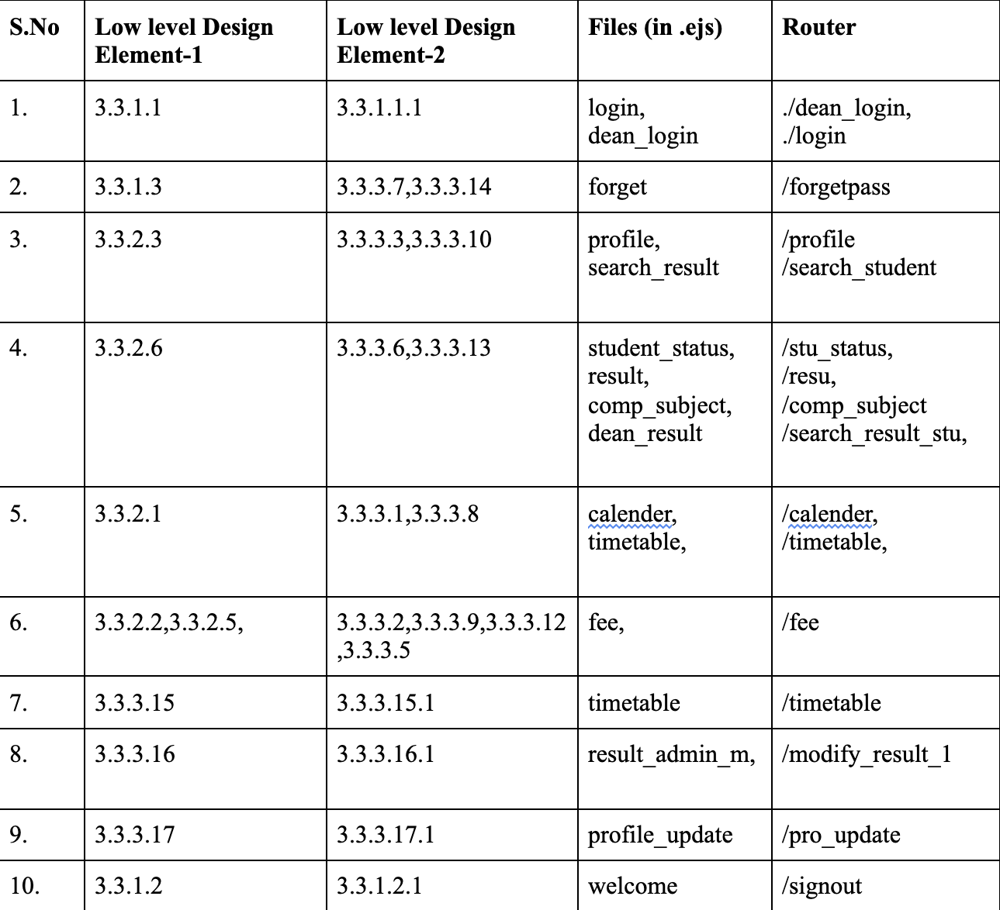 S.No Low level Design Element-1 Low level Design Element-2 Files (in .ejs) Router
1. 3.3.1.1 3.3.1.1.1 login, ./dean_login,
dean_login ./login
2. 3.3.1.3 3.3.3.7,3.3.3.14 forget /forgetpass
3. 3.3.2.3 3.3.3.3,3.3.3.10 profile, /profile
search_result /search_student
4. 3.3.2.6 3.3.3.6,3.3.3.13 student_status, /stu_status,
result, /resu,
comp_subject, /comp_subject
dean_result /search_result_stu,
5. 3.3.2.1 3.3.3.1,3.3.3.8 calender, /calender,
timetable, /timetable,
6. 3.3.2.2,3.3.2.5, 3.3.3.2,3.3.3.9,3.3.3.12 fee, /fee
,3.3.3.5
7. 3.3.3.15 3.3.3.15.1 timetable /timetable
8. 3.3.3.16 3.3.3.16.1 result_admin_m, /modify_result_1
9. 3.3.3.17 3.3.3.17.1 profile_update /pro_update
10. 3.3.1.2 3.3.1.2.1 welcome /signout